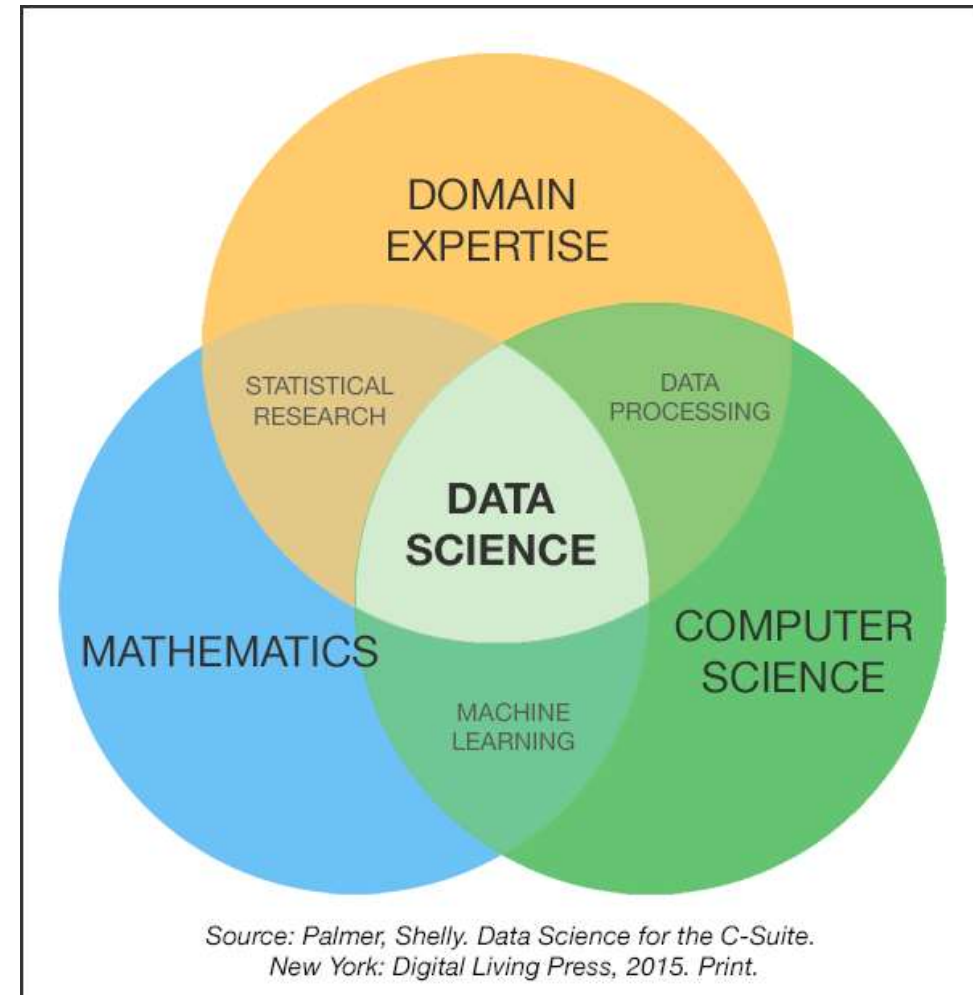 DOMAIN
EXPERTISE
STATISTICAL
RESEARCH
DATA
PROCESSING
DATA
SCIENCE
MATHEMATICS
COMPUTER
SCIENCE
MACHINE
LEARNING
Source: Palmer, Shelly. Data Science for the C-Suite.
New York: Digital Living Press, 2015. Print.